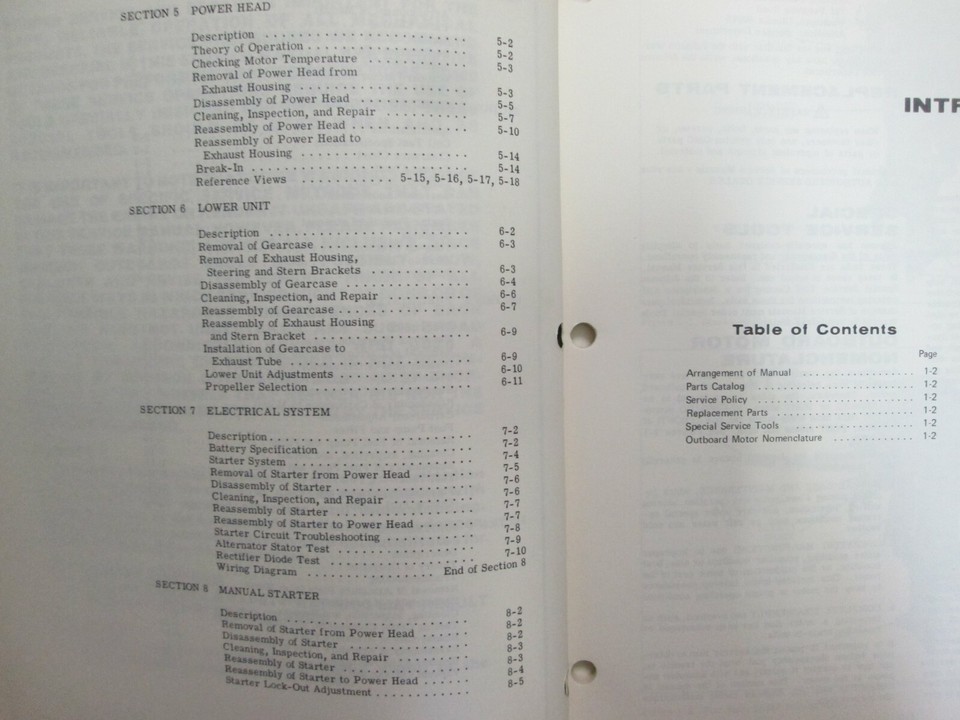 SECTION 5 POWER HEAD
Description . . . . . . . . . . . . . . . . . . . . . . . . 5-2
Theory of Operation . . . . . . . . . . . . . . . . . . . 5-2
Checking Motor Temperature . . . . . . . . . . . . 5-3
Removal of Power Head from
Exhaust Housing . . . . . . . . . . . . . . . . . . . . 5-3
Disassembly of Power Head . . . . . . . . . . . . . 5-5
Cleaning, Inspection, and Repair . . . . . . . . . . 5-7
Reassembly of Power Head . . . . . . . . . . . . . . 5-10
Reassembly of Power Head to
Exhaust Housing . . . . . . . . . . . . . . . . . . . . 5-14
Break-In . . . . . . . . . . . . . . . . . . . . . . . . . . 5-14
Reference Views . . . . . . . . . . . 5-15, 5-16, 5-17, 5-18
SECTION 6 LOWER UNIT
Description . . . . . . . . . . . . . . . . . . . . . . . . 6-2
Removal of Gearcase . . . . . . . . . . . . . . . . . . 6-3
Removal of Exhaust Housing,
Steering and Stern Brackets . . . . . . . . . . . . 6-3
Disassembly of Gearcase . . . . . . . . . . . . . . . 6-4
Cleaning, Inspection, and Repair . . . . . . . . . . 6-6
Reassembly of Gearcase . . . . . . . . . . . . . . . . 6-7
Reassembly of Exhaust Housing
and Stern Bracket . . . . . . . . . . . . . . . . . . . 6-9
Installation of Gearcase to
Exhaust Tube . . . . . . . . . . . . . . . . . . . . . . 6-9
Lower Unit Adjustments . . . . . . . . . . . . . . . . 6-10
Propeller Selection . . . . . . . . . . . . . . . . . . . 6-11
SECTION 7 ELECTRICAL SYSTEM
Description . . . . . . . . . . . . . . . . . . . . . . . . 7-2
Battery Specification . . . . . . . . . . . . . . . . . . 7-2
Starter System . . . . . . . . . . . . . . . . . . . . . . 7-4
Removal of Starter from Power Head . . . . . . . 7-5
Disassembly of Starter . . . . . . . . . . . . . . . . . 7-6
Cleaning, Inspection, and Repair . . . . . . . . . . 7-6
Reassembly of Starter . . . . . . . . . . . . . . . . . 7-7
Reassembly of Starter to Power Head . . . . . . . 7-7
Starter Circuit Troubleshooting . . . . . . . . . . . 7-8
Alternator Stator Test . . . . . . . . . . . . . . . . . 7-9
Rectifier Diode Test . . . . . . . . . . . . . . . . . . 7-10
Wiring Diagram . . . . . . . . . . . . . . . . End of Section 8
SECTION 8 MANUAL STARTER
Description . . . . . . . . . . . . . . . . . . . . . . . . 8-2
Removal of Starter from Power Head . . . . . . 8-2
Disassembly of Starter . . . . . . . . . . . . . . . . 8-2
Cleaning, Inspection, and Repair . . . . . . . . . 8-3
Reassembly of Starter . . . . . . . . . . . . . . . . 8-3
Reassembly of Starter to Power Head . . . . . . 8-4
Starter Lock-Out Adjustment . . . . . . . . . . . . 8-5
INTR
Table of Contents
Page
Arrangement of Manual . . . . . . . . . . . . . . . . . 1-2
Parts Catalog . . . . . . . . . . . . . . . . . . . . . . . . 1-2
Service Policy . . . . . . . . . . . . . . . . . . . . . . . . 1-2
Replacement Parts . . . . . . . . . . . . . . . . . . . . . 1-2
Special Service Tools . . . . . . . . . . . . . . . . . . 1-2
Outboard Motor Nomenclature . . . . . . . . . . . . 1-2